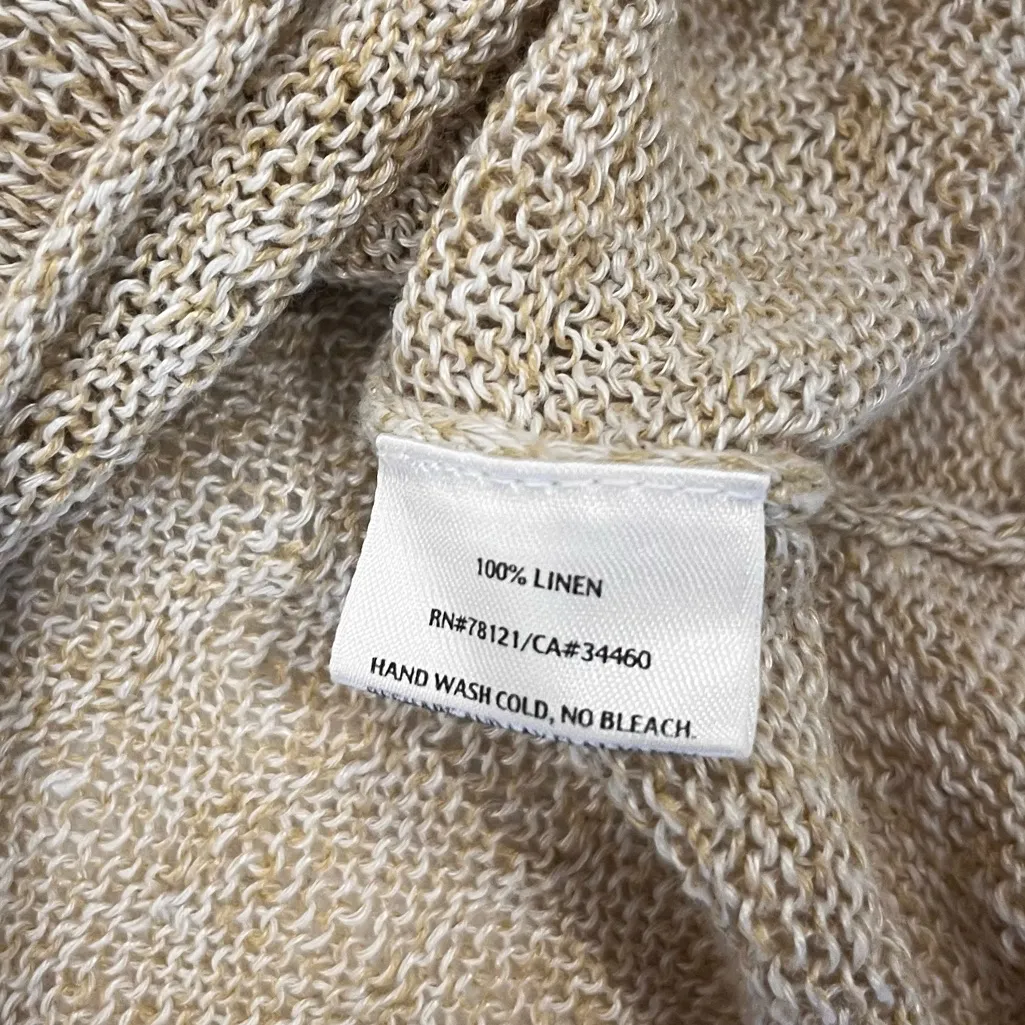 100% LINEN
RN#78121/CA#34460
HAND WASH COLD, NO BLEACH.